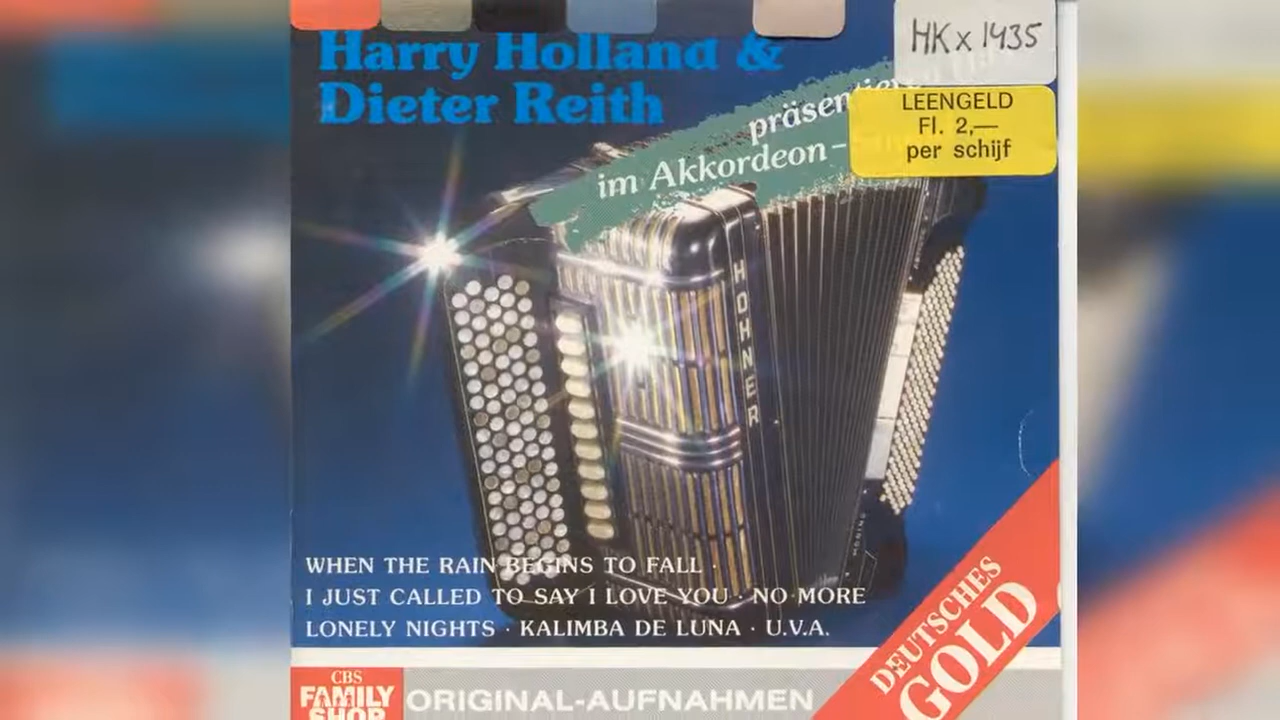 HK x 1435
Harry Holland &
Dieter Reith
LEENGELD
Fl. 2,—
per schijf
im Akkordeon-
HOHNER
WHEN THE RAIN BEGINS TO FALL ·
I JUST CALLED TO SAY I LOVE YOU · NO MORE
LONELY NIGHTS · KALIMBA DE LUNA · U.V.A.
DEUTSCHES
GOLD
CBS
FAMILY
SHOP
ORIGINAL-AUFNAHMEN